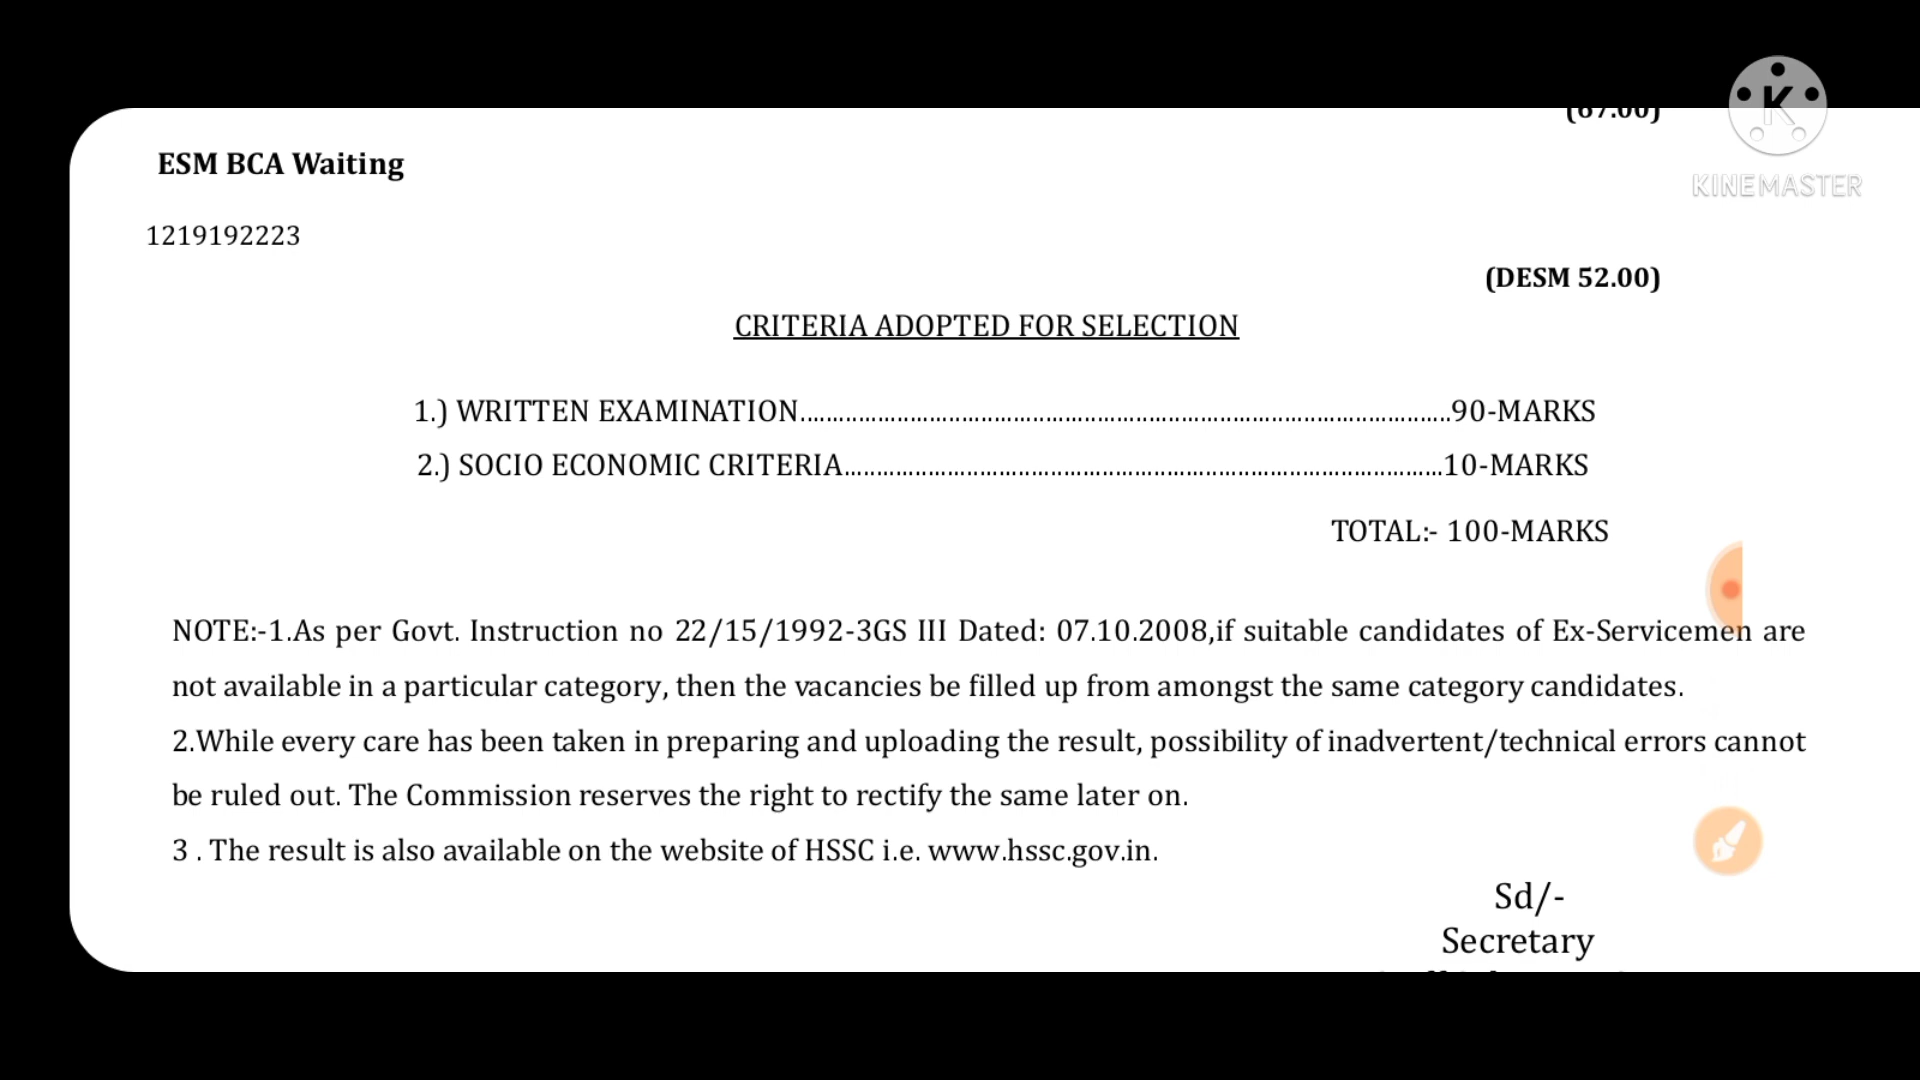 (67.00)
K
KINEMASTER
ESM BCA Waiting
1219192223
(DESM 52.00)
CRITERIA ADOPTED FOR SELECTION
1.) WRITTEN EXAMINATION....................................................................................................90-MARKS
2.) SOCIO ECONOMIC CRITERIA............................................................................................10-MARKS
TOTAL:- 100-MARKS
NOTE:-1.As per Govt. Instruction no 22/15/1992-3GS III Dated: 07.10.2008,if suitable candidates of Ex-Servicemen are
not available in a particular category, then the vacancies be filled up from amongst the same category candidates.
2.While every care has been taken in preparing and uploading the result, possibility of inadvertent/technical errors cannot
be ruled out. The Commission reserves the right to rectify the same later on.
3 . The result is also available on the website of HSSC i.e. www.hssc.gov.in.
Sd/-
Secretary